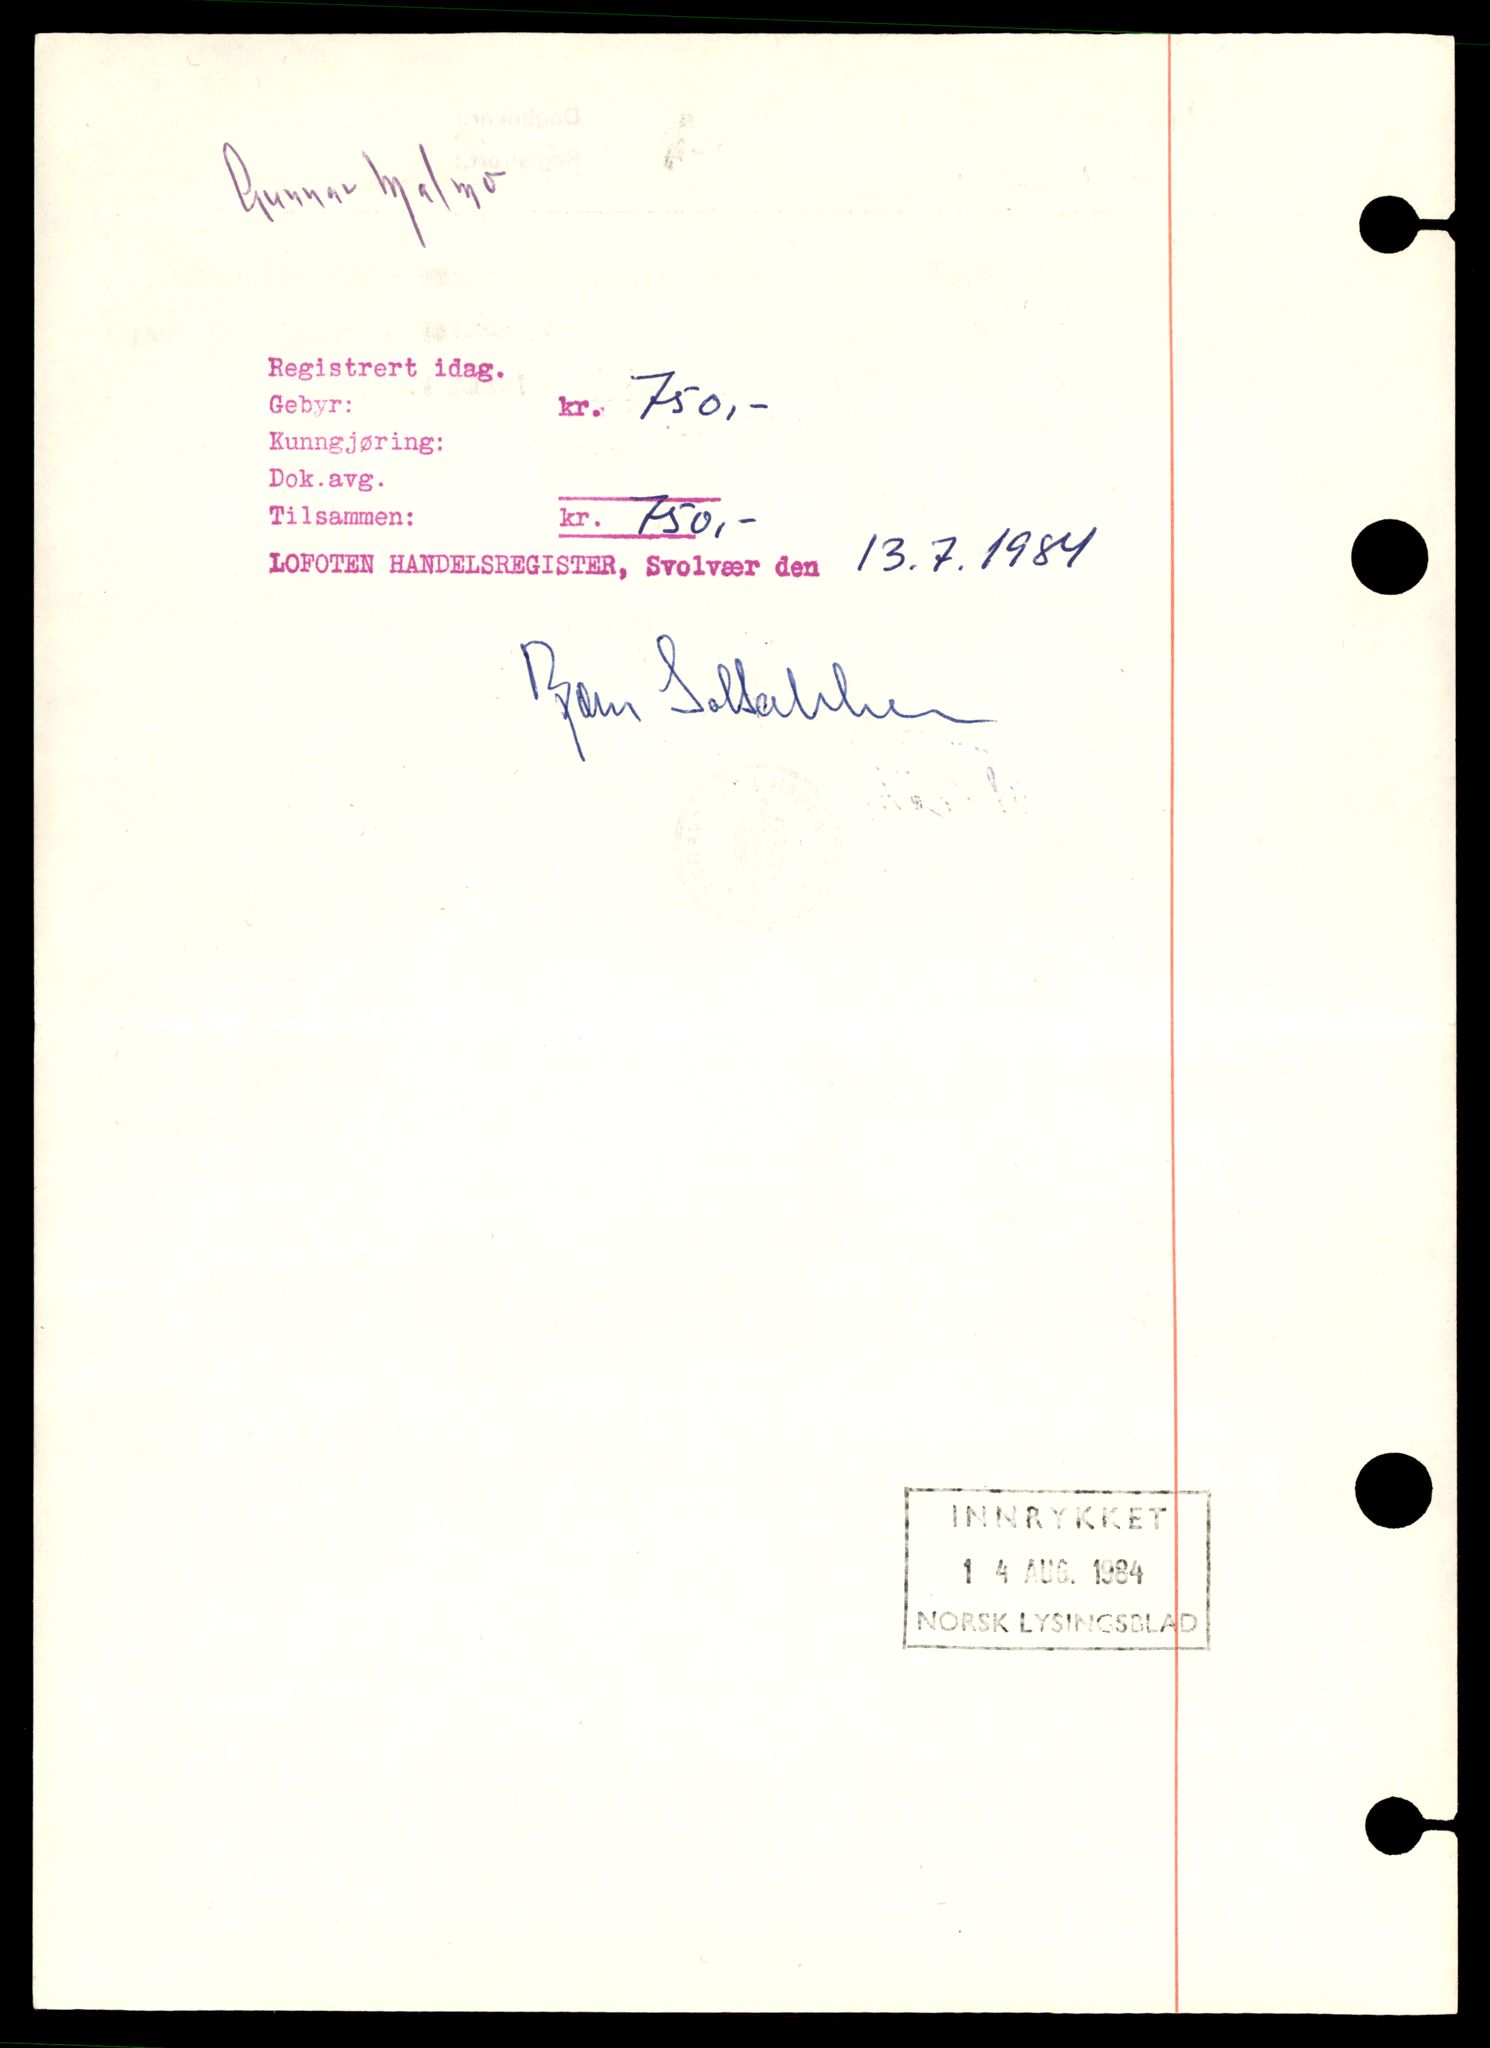 Gunnar Malmo
Registrert idag.
Gebyr: kr. 750,-
Kunngjøring:
Dok.avg.
Tilsammen: kr. 750,-
LOFOTEN HANDELSREGISTER, Svolvær den 13.7.1984
INNRYKKET
14 AUG. 1984
NORSK LYSINGSBLAD